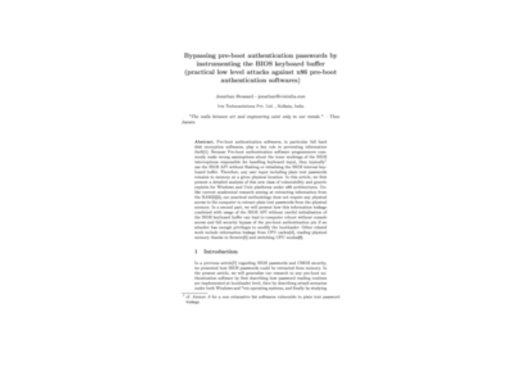 Bypassing pre-boot authentication passwords by
instrumenting the BIOS keyboard buffer
(practical low level attacks against x86 pre-boot
authentication softwares)
Jonathan Brossard - jonathan@iviztechnosolutions.com
Iviz Technosolutions Pvt. Ltd. , Kolkata, India
"The walls between art and engineering exist only in our minds." - Theo
Jansen
Abstract. Pre-boot authentication softwares, in particular full hard
disk encryption softwares, play a key role in preventing information
theft[1]. Because Pre-boot authentication software programmers com-
monly make wrong assumptions about the inner workings of the BIOS
interruptions responsible for handling keyboard input, they typically
use the BIOS API without flushing or initializing the BIOS internal key-
board buffer. Therefore, any user input including plain text passwords
remains in memory at a given physical location. In this article, we first
present a detailed analysis of this new class of vulnerability and generic
exploits for Windows and Unix platforms under x86 architectures. Un-
like current academical research aiming at extracting information from
the RAM, our practical methodology does not require any physical
access to the computer to extract plain text passwords from the physical
memory. In a second part, we will present how this information leakage
combined with usage of the BIOS API without careful initialization of
the BIOS keyboard buffer can lead to computer reboot without console
access and full security bypass of the pre-boot authentication pin if an
attacker has enough privileges to modify the bootloader. Other related
work include information leakage from CPU caches, reading physical
memory thanks to firewire and switching CPU modes.
1 Introduction
In a previous article regarding BIOS passwords and CMOS security,
we presented how BIOS passwords could be extracted from memory. In
the present article, we will generalize our research to any pre-boot au-
thentication software by first describing how password reading routines
are implemented at bootloader level, then by describing attack scenarios
under both Windows and *nix operating systems, and finally by studying
cf: Annex A for a non exhaustive list softwares vulnerable to plain text password
leakage